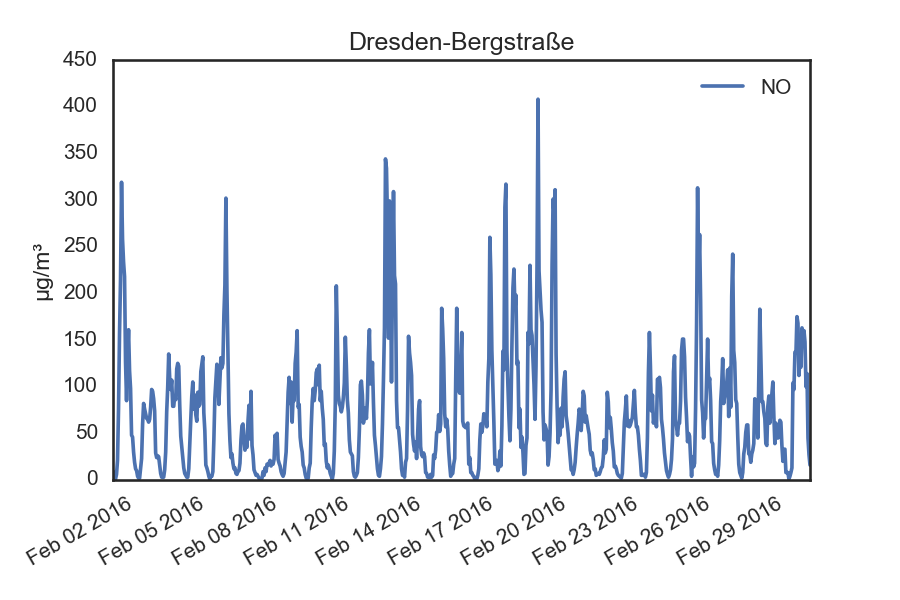 Dresden-Bergstraße
450
400
350
300
250
200
150
100
50
0
µg/m³
NO
Feb 02 2016
Feb 05 2016
Feb 08 2016
Feb 11 2016
Feb 14 2016
Feb 17 2016
Feb 20 2016
Feb 23 2016
Feb 26 2016
Feb 29 2016